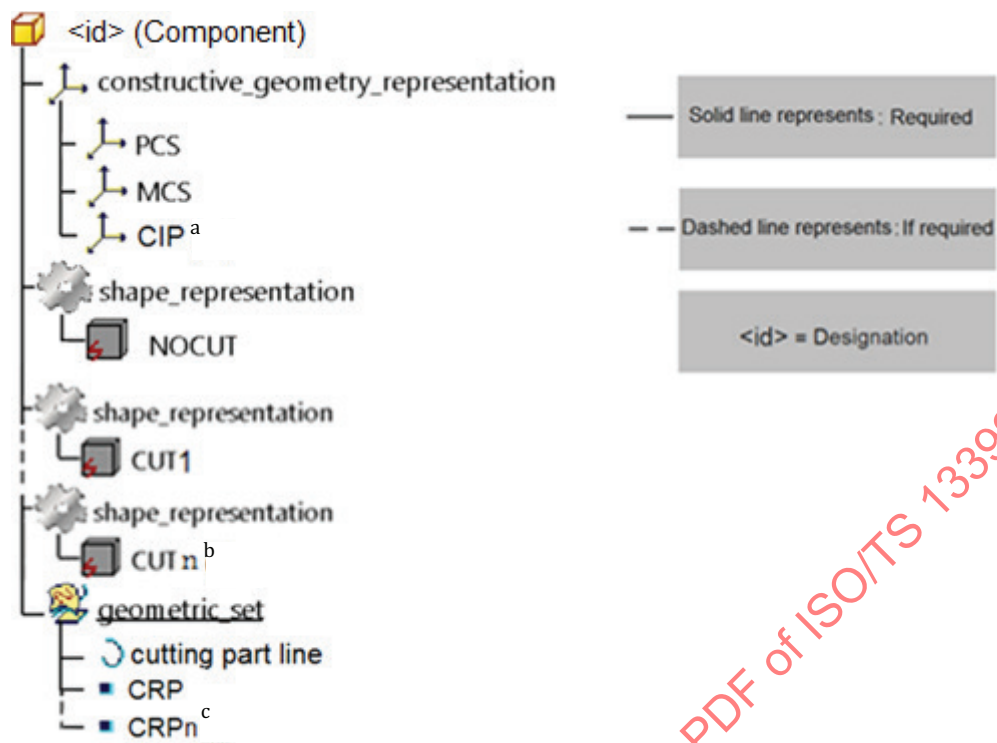 <id> (Component)
constructive_geometry_representation
PCS
MCS
CIP a
shape_representation
NOCUT
shape_representation
CUT1
shape_representation
CUTn b
geometric_set
cutting part line
CRP
CRPn c
Solid line represents : Required
Dashed line represents : If required
<id> = Designation
PDF of ISO/TS 1339